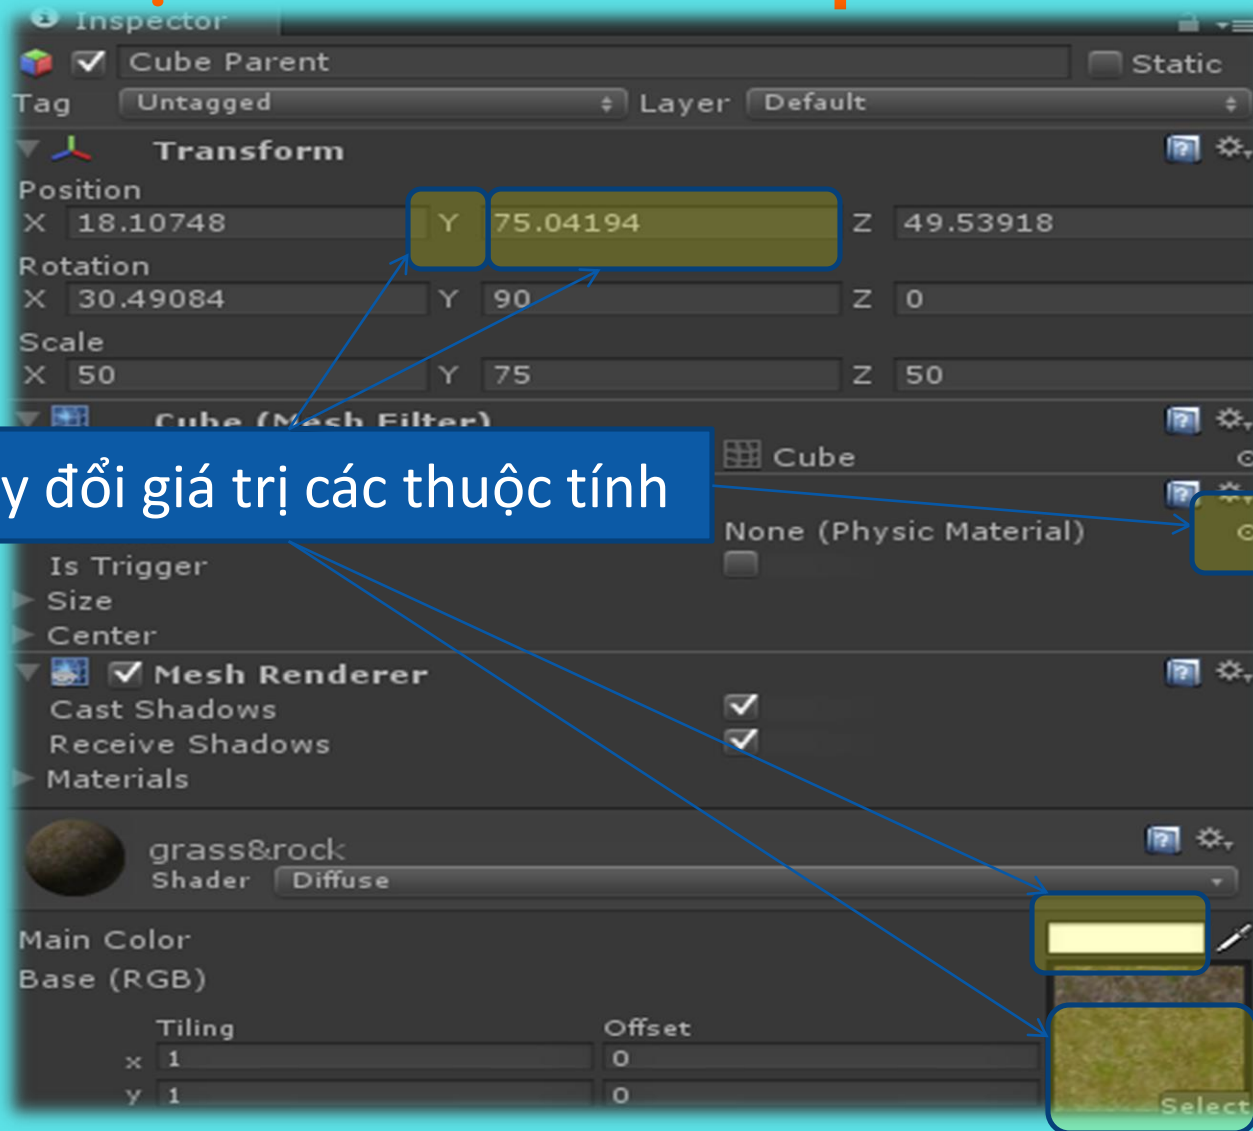 Inspector
Cube Parent Static
Tag Untagged Layer Default
Transform
Position
X 18.10748 Y 75.04194 Z 49.53918
Rotation
X 30.49084 Y 90 Z 0
Scale
X 50 Y 75 Z 50
Cube (Mesh Filter)
Cube
y đổi giá trị các thuộc tính
None (Physic Material)
Is Trigger
Size
Center
Mesh Renderer
Cast Shadows
Receive Shadows
Materials
grass&rock
Shader Diffuse
Main Color
Base (RGB)
Tiling Offset
x 1 0
y 1 0
Select